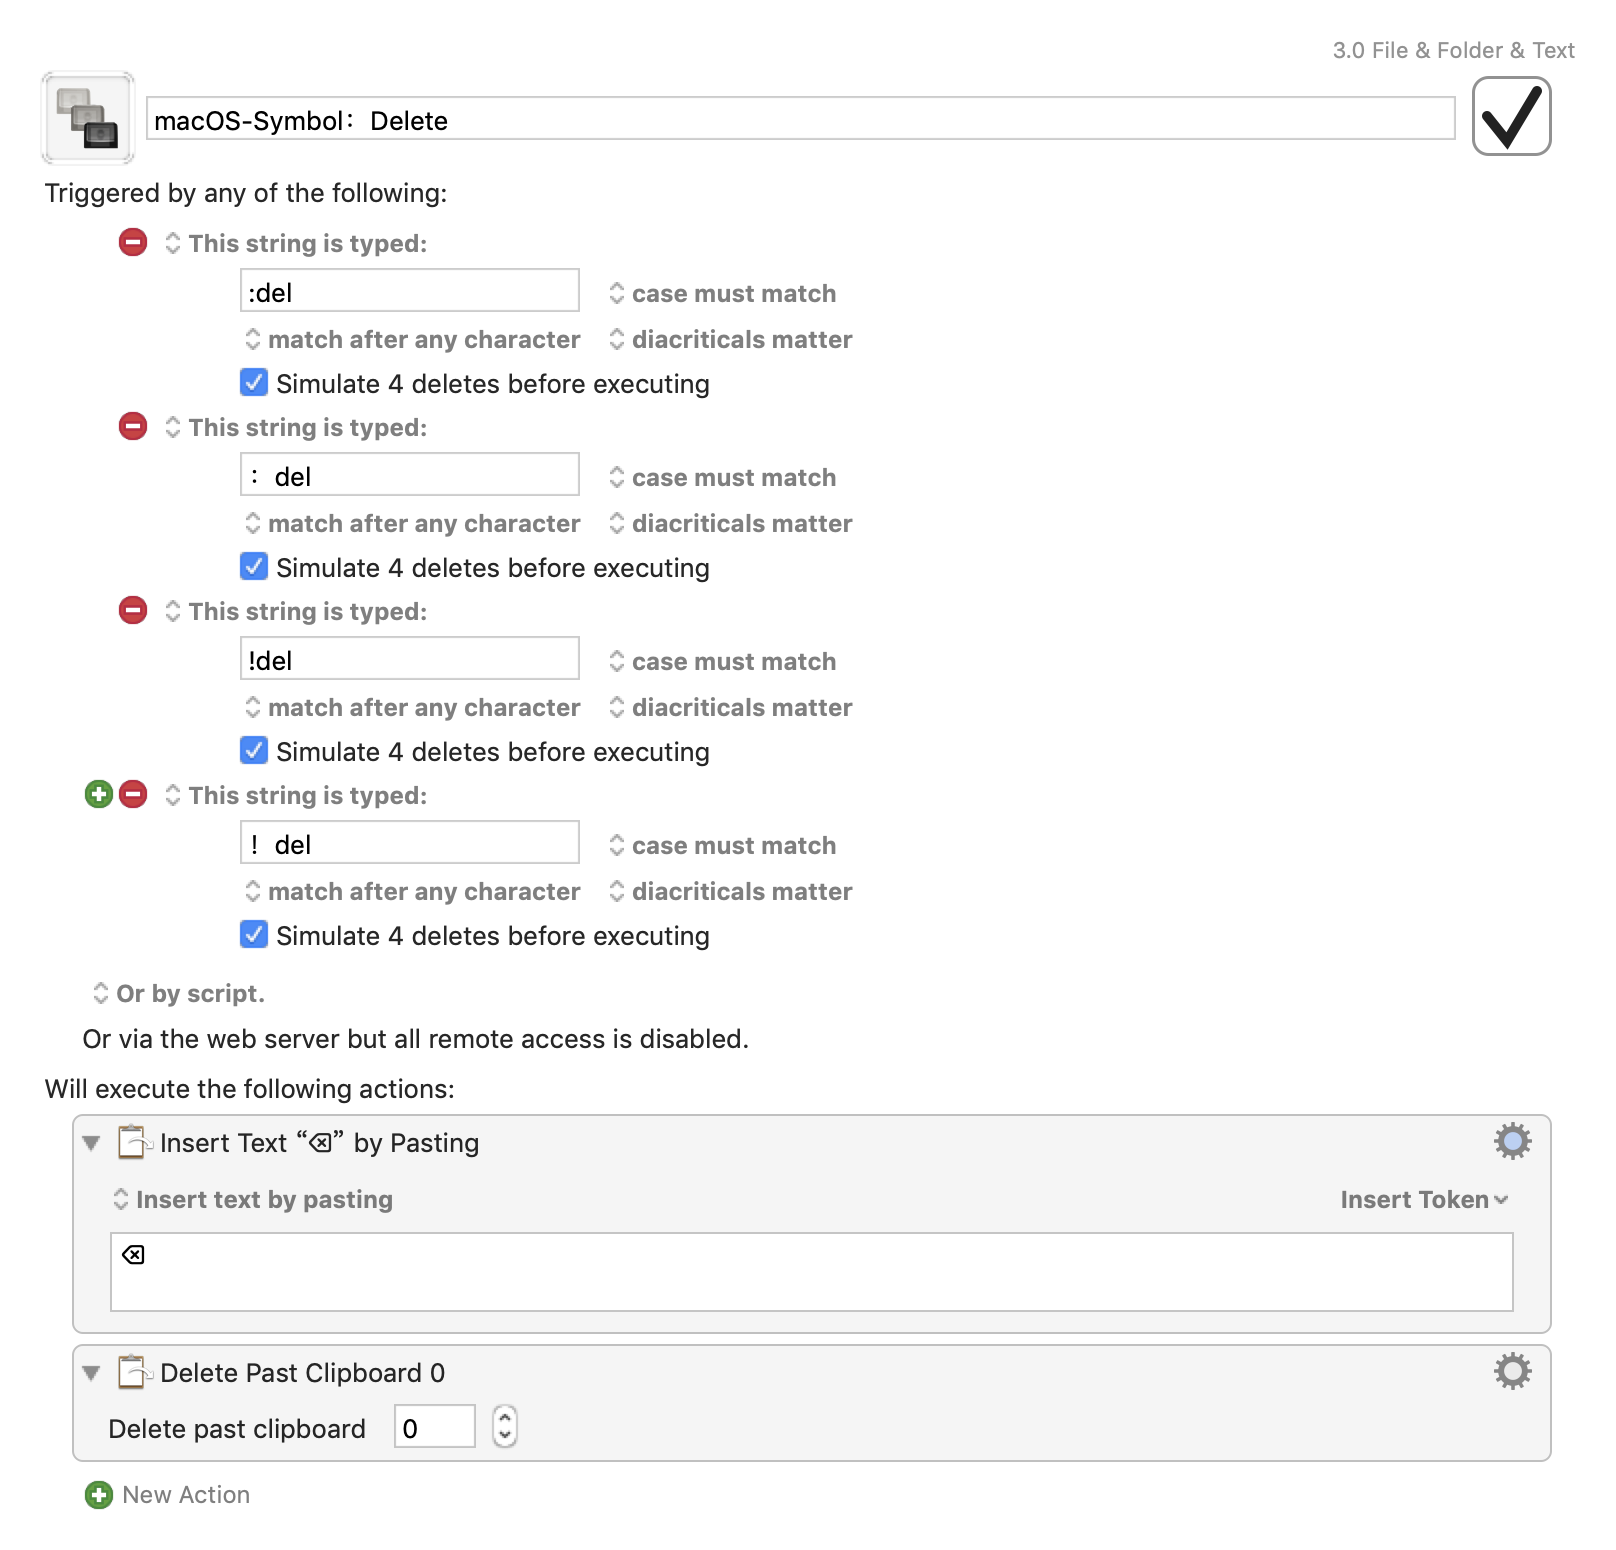 3.0 File & Folder & Text
macOS-Symbol：Delete
Triggered by any of the following:
This string is typed:
:del case must match
match after any character diacriticals matter
Simulate 4 deletes before executing
This string is typed:
：del case must match
match after any character diacriticals matter
Simulate 4 deletes before executing
This string is typed:
!del case must match
match after any character diacriticals matter
Simulate 4 deletes before executing
This string is typed:
！del case must match
match after any character diacriticals matter
Simulate 4 deletes before executing
Or by script.
Or via the web server but all remote access is disabled.
Will execute the following actions:
Insert Text “⌫” by Pasting
Insert text by pasting Insert Token
⌫
Delete Past Clipboard 0
Delete past clipboard 0
New Action